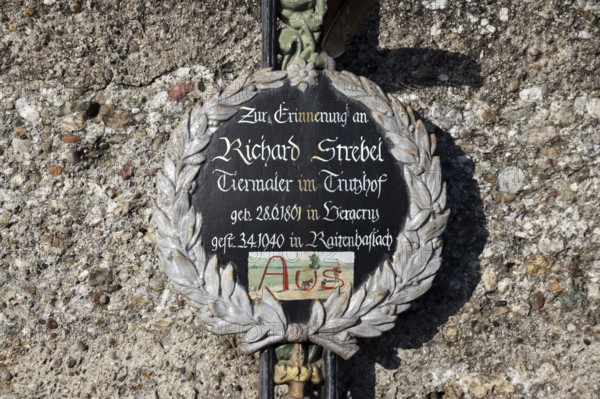 Zur Erinnerung an
Richard Strebel
Tiermaler im Trutzhof
geb. 28.6.1861 in Veracruz
gest. 3.4.1940 in Raitenhaslach
Aus